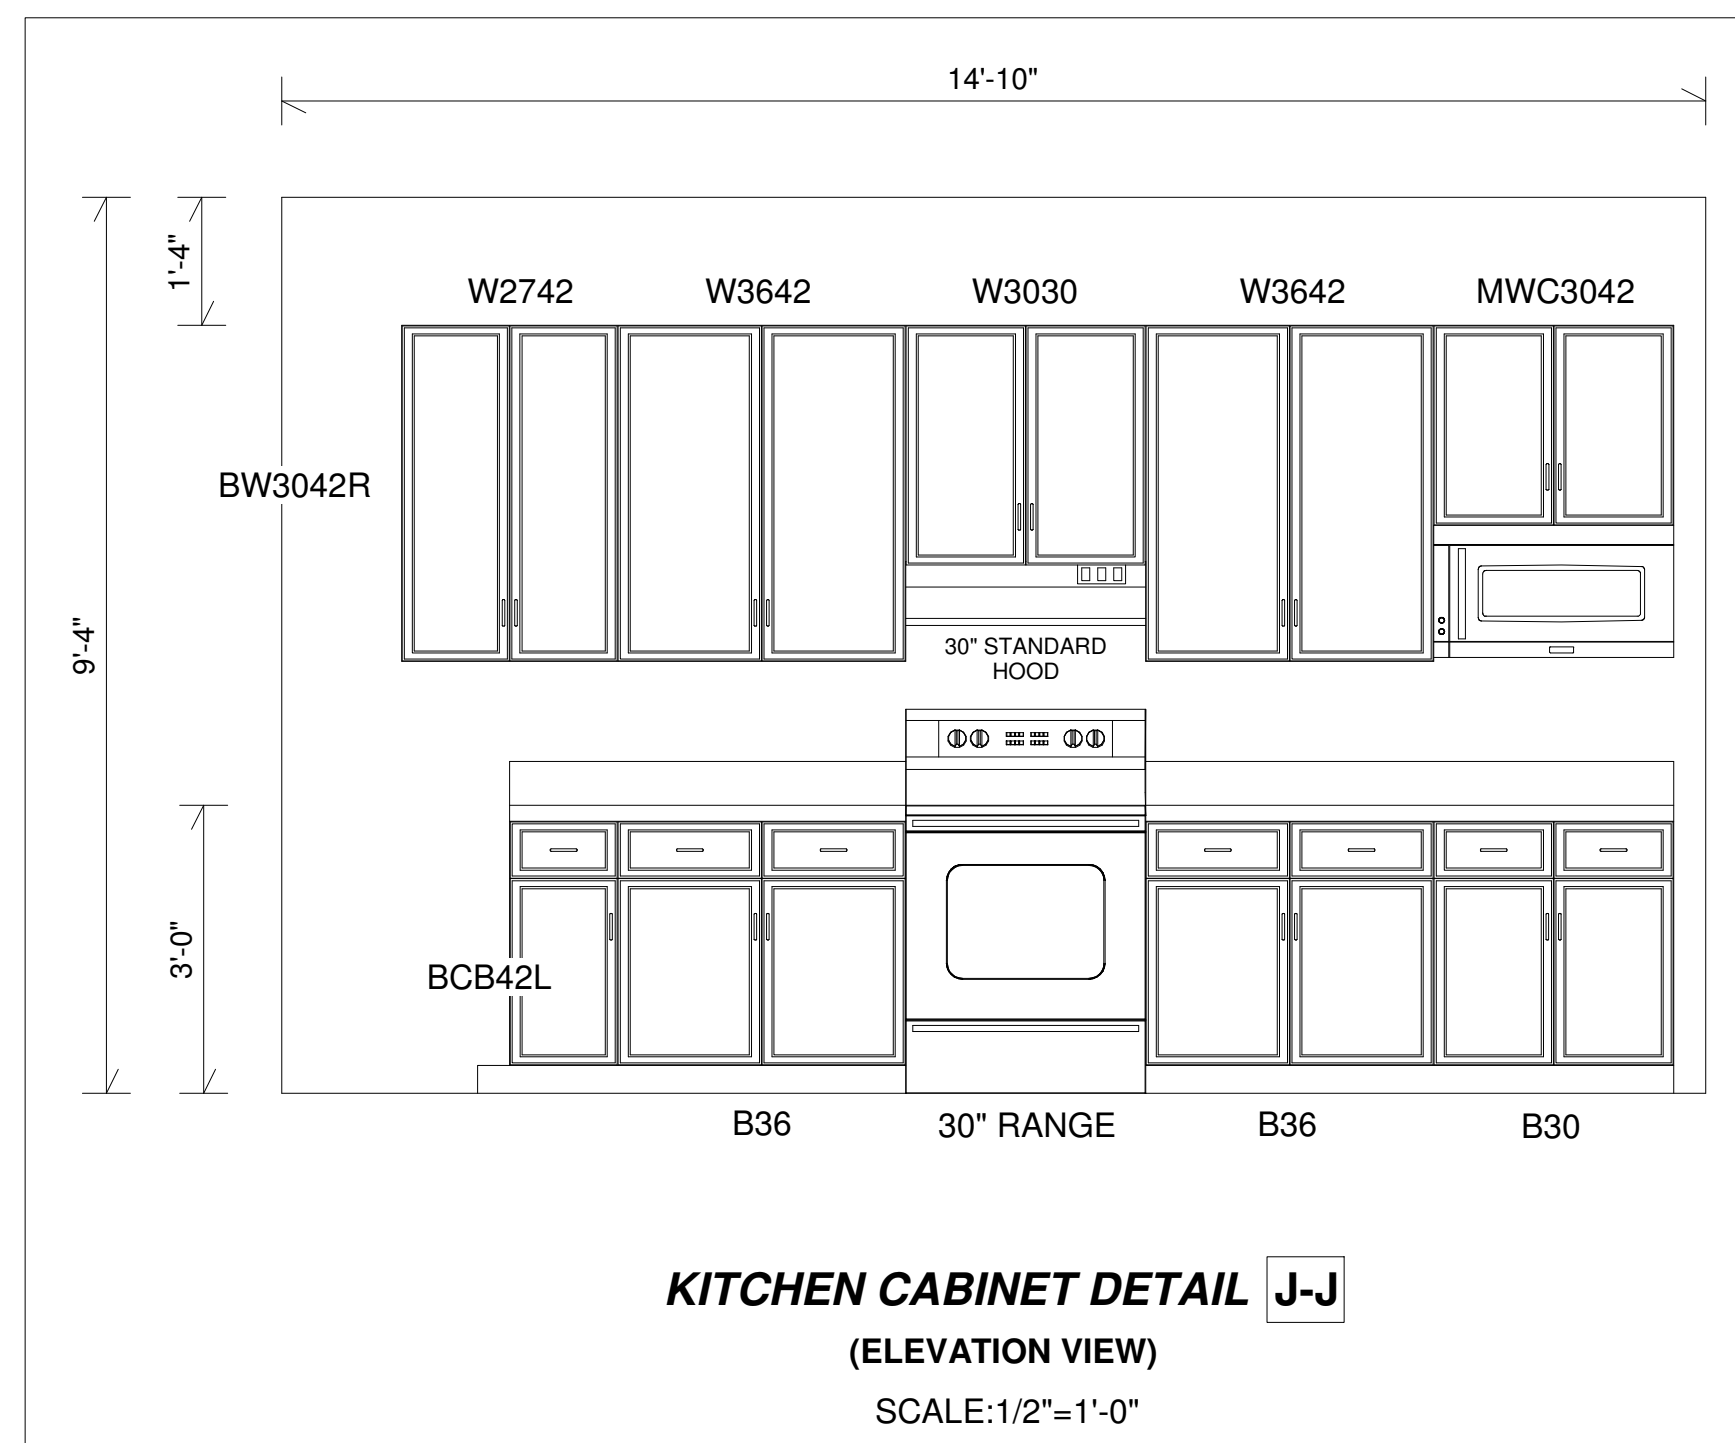 14'-10"
1'-4"
W2742 W3642 W3030 W3642 MWC3042
BW3042R
9'-4"
30" STANDARD
HOOD
3'-0"
BCB42L
B36 30" RANGE B36 B30
KITCHEN CABINET DETAIL J-J
(ELEVATION VIEW)
SCALE:1/2"=1'-0"